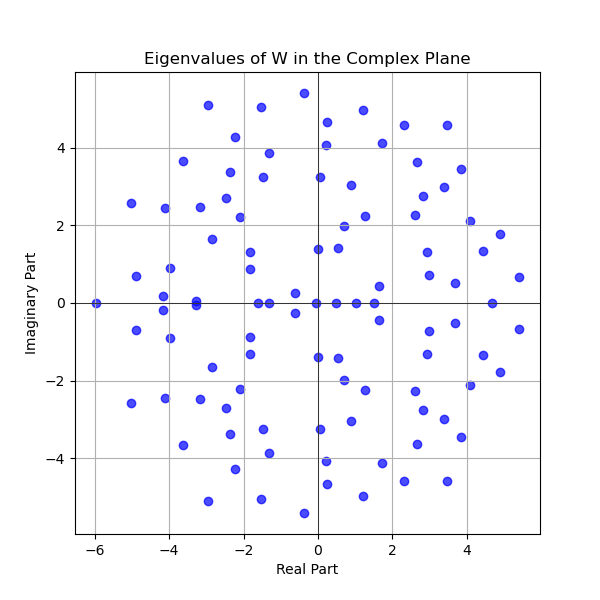 Eigenvalues of W in the Complex Plane
4
2
0
−2
−4
Imaginary Part
−6 −4 −2 0 2 4
Real Part